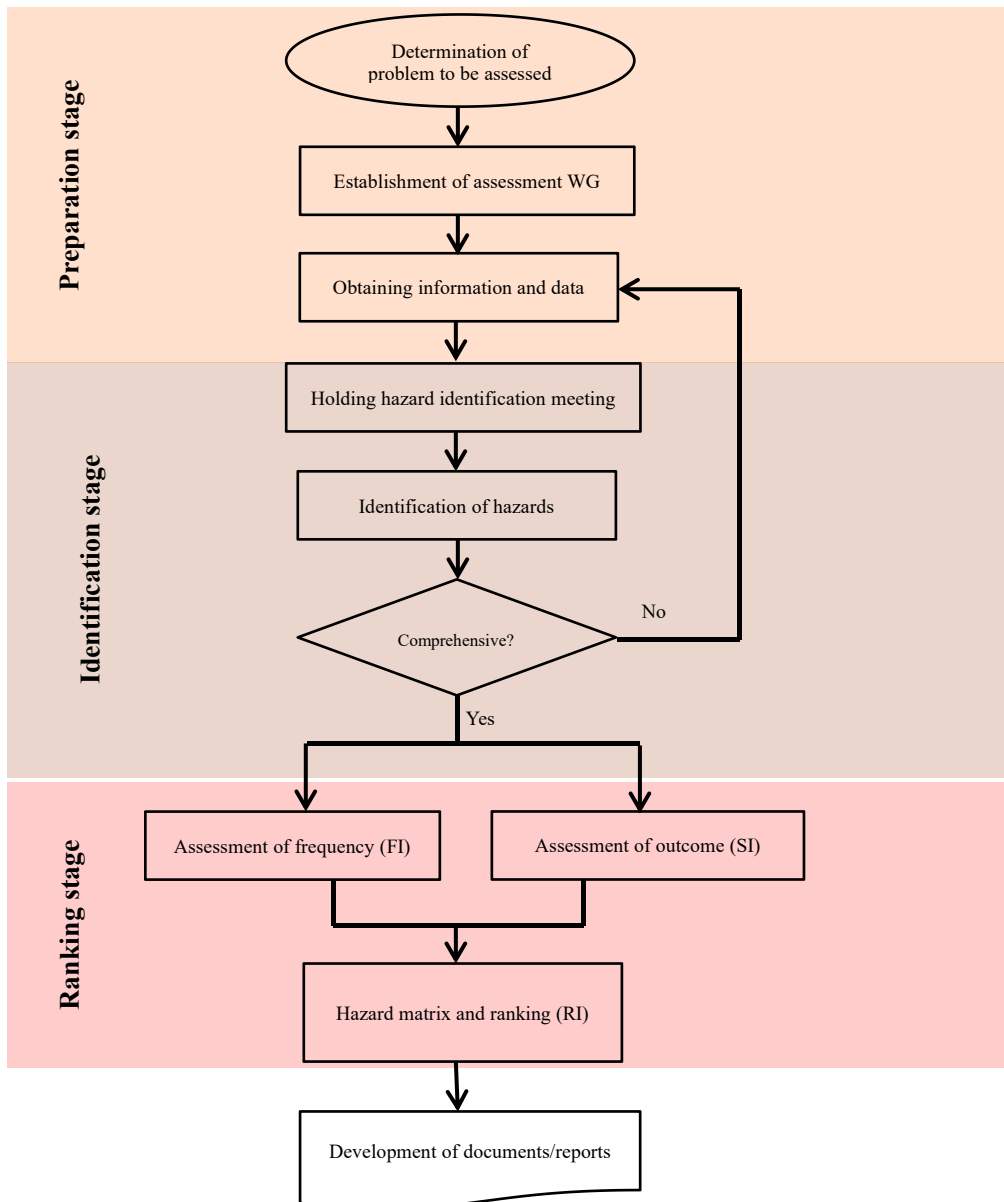 Preparation stage
Determination of
problem to be assessed
Establishment of assessment WG
Obtaining information and data
Identification stage
Holding hazard identification meeting
Identification of hazards
Comprehensive?
No
Yes
Ranking stage
Assessment of frequency (FI)
Assessment of outcome (SI)
Hazard matrix and ranking (RI)
Development of documents/reports